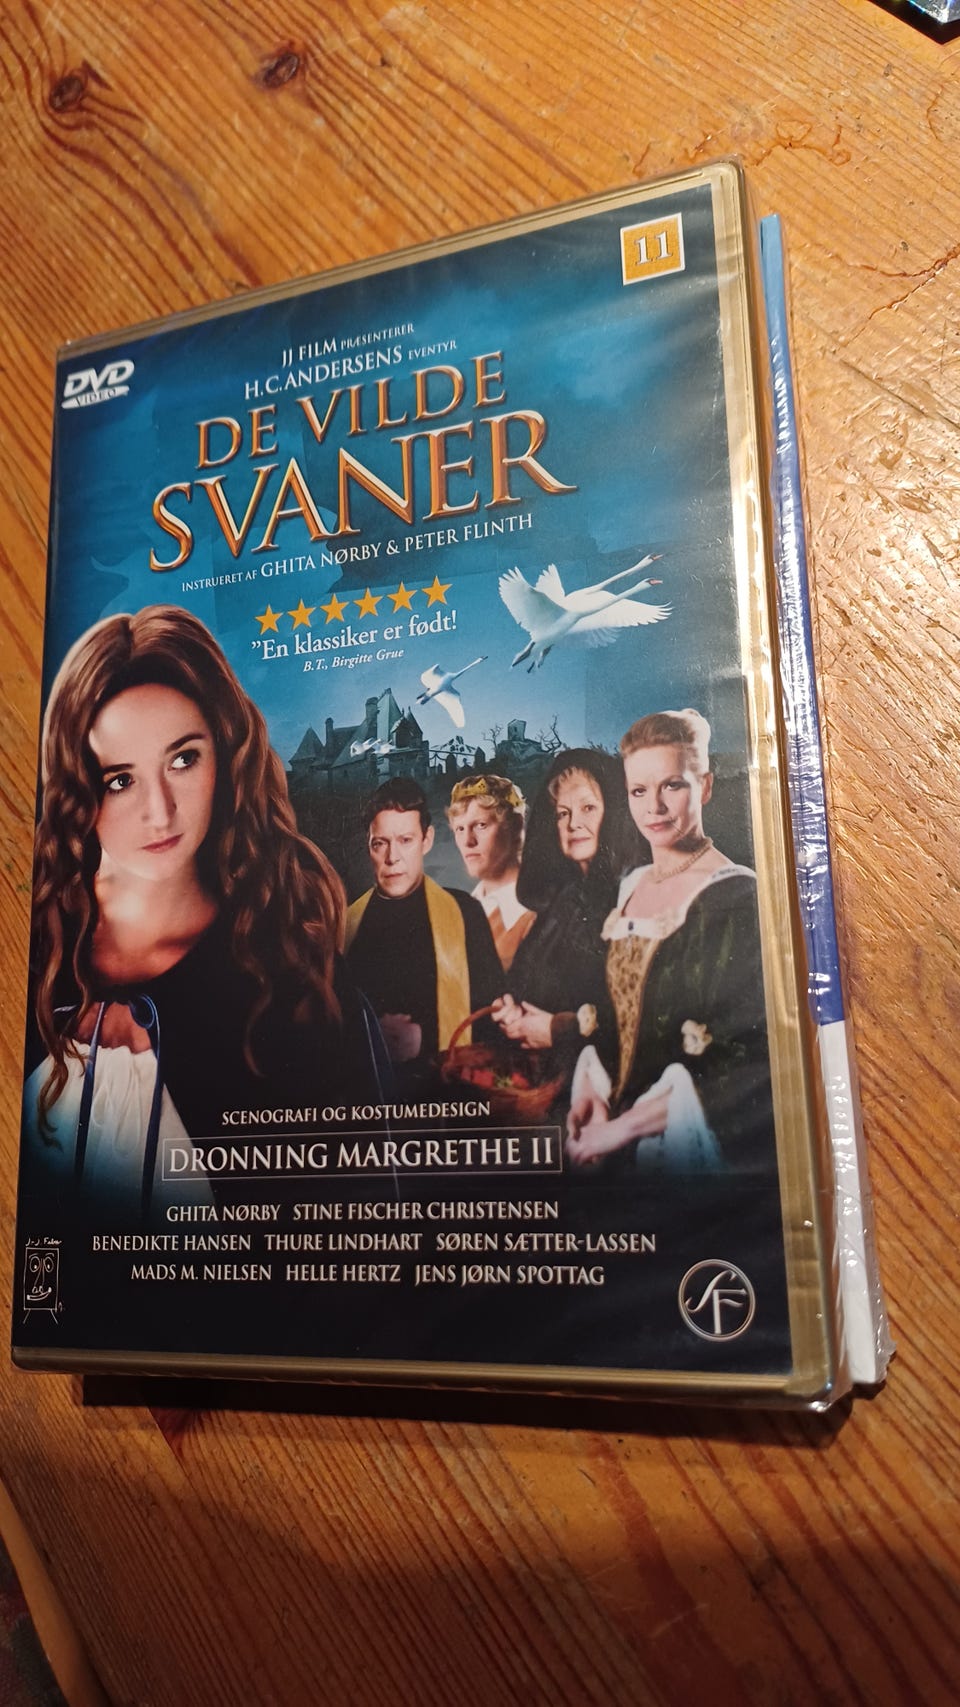 11
DVD
VIDEO
JJ FILM PRÆSENTERER
H.C. ANDERSENS EVENTYR
DE VILDE
SVANER
INSTRUERET AF GHITA NØRBY & PETER FLINTH
"En klassiker er født!
B.T., Birgitte Grue
SCENOGRAFI OG KOSTUMEDESIGN
DRONNING MARGRETHE II
GHITA NØRBY STINE FISCHER CHRISTENSEN
BENEDIKTE HANSEN THURE LINDHART SØREN SÆTTER-LASSEN
MADS M. NIELSEN HELLE HERTZ JENS JØRN SPOTTAG
J-J Film
SF